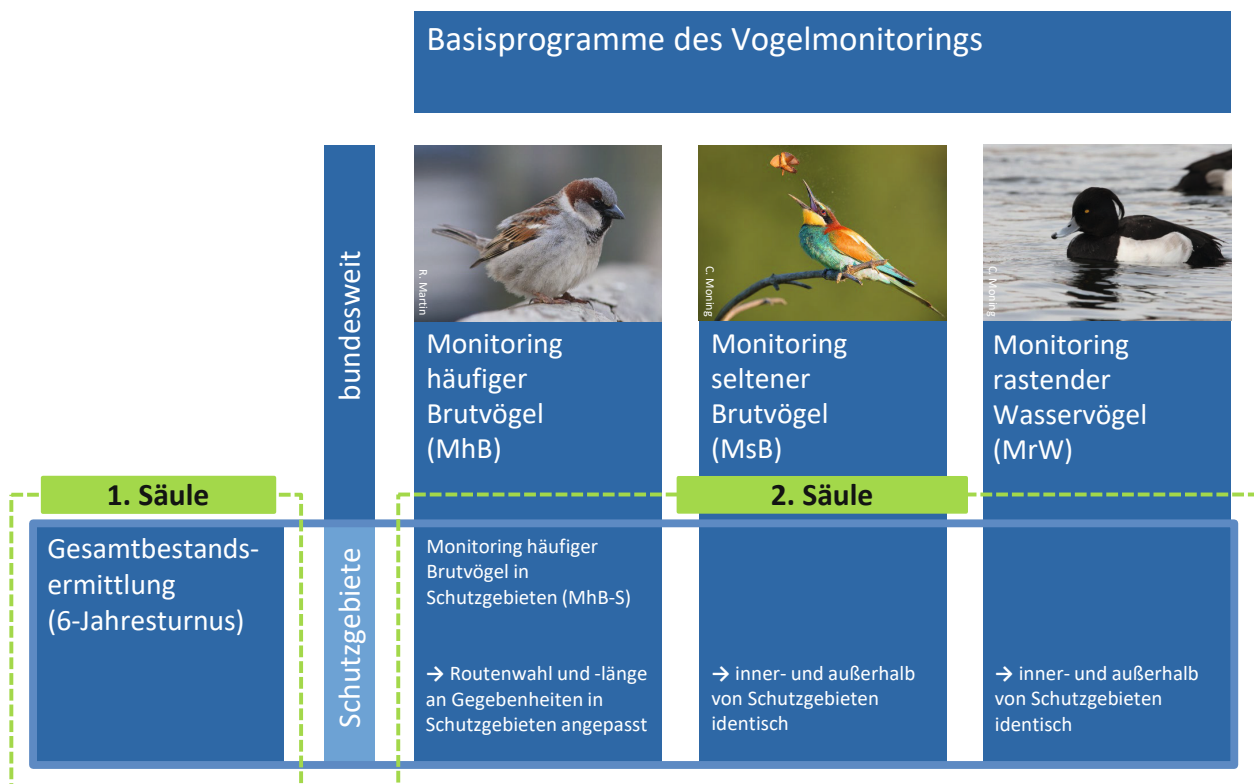 Basisprogramme des Vogelmonitorings
bundesweit
R. Martin
C. Moning
C. Moning
Monitoring
häufiger
Brutvögel
(MhB)
Monitoring
seltener
Brutvögel
(MsB)
Monitoring
rastender
Wasservögel
(MrW)
1. Säule
2. Säule
Gesamtbestands-
ermittlung
(6-Jahresturnus)
Schutzgebiete
Monitoring häufiger
Brutvögel in
Schutzgebieten (MhB-S)
→ Routenwahl und -länge
an Gegebenheiten in
Schutzgebieten angepasst
→ inner- und außerhalb
von Schutzgebieten
identisch
→ inner- und außerhalb
von Schutzgebieten
identisch